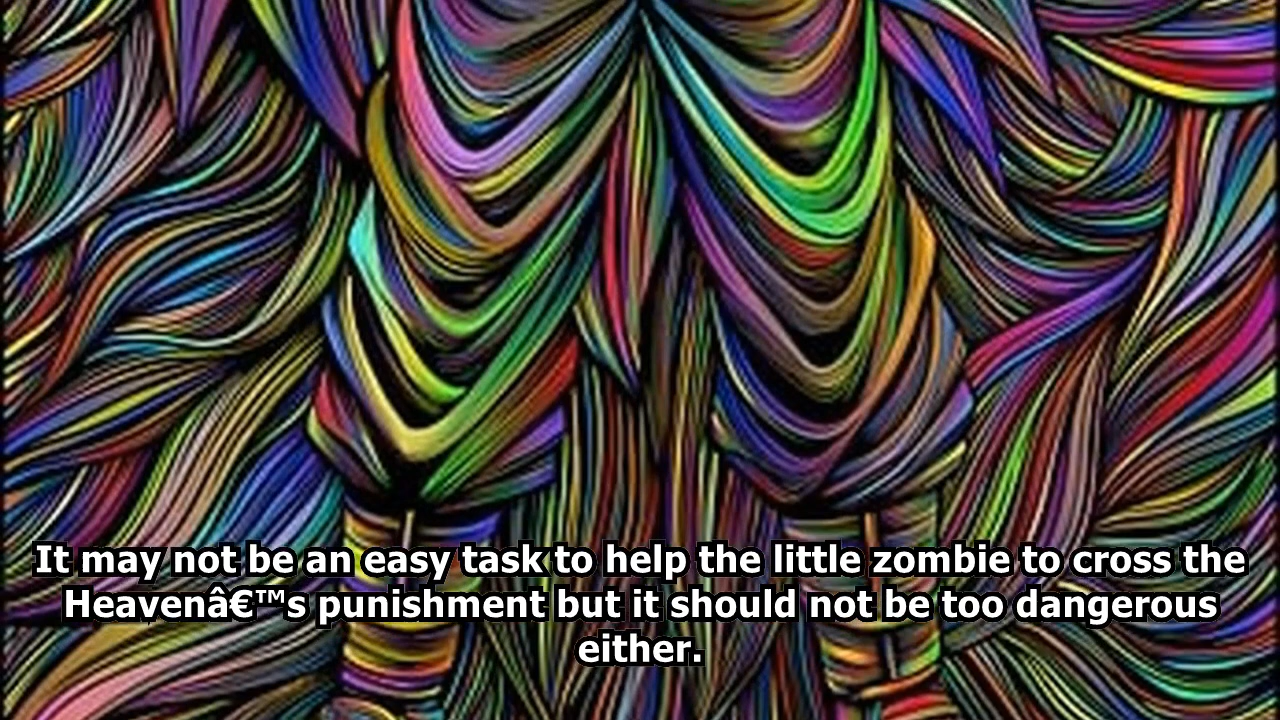 It may not be an easy task to help the little zombie to cross the
Heavenâ€™s punishment but it should not be too dangerous
either.